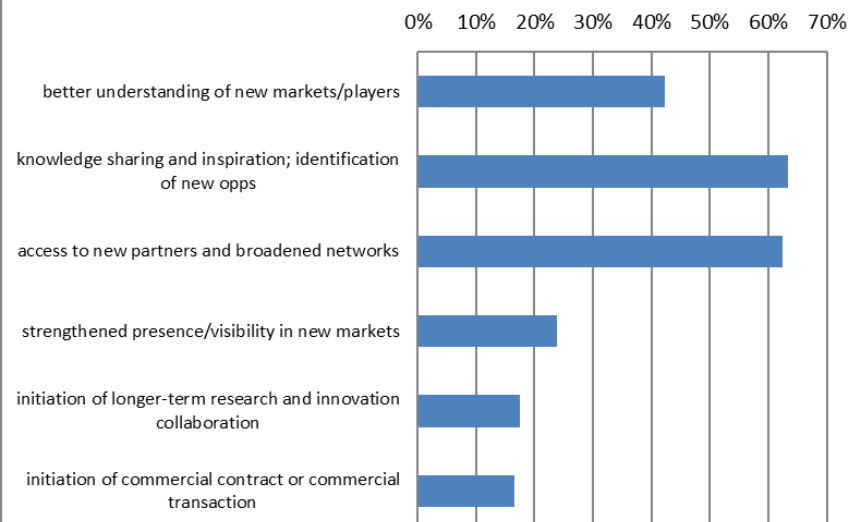 0% 10% 20% 30% 40% 50% 60% 70%
better understanding of new markets/players
knowledge sharing and inspiration; identification
of new opps
access to new partners and broadened networks
strengthened presence/visibility in new markets
initiation of longer-term research and innovation
collaboration
initiation of commercial contract or commercial
transaction